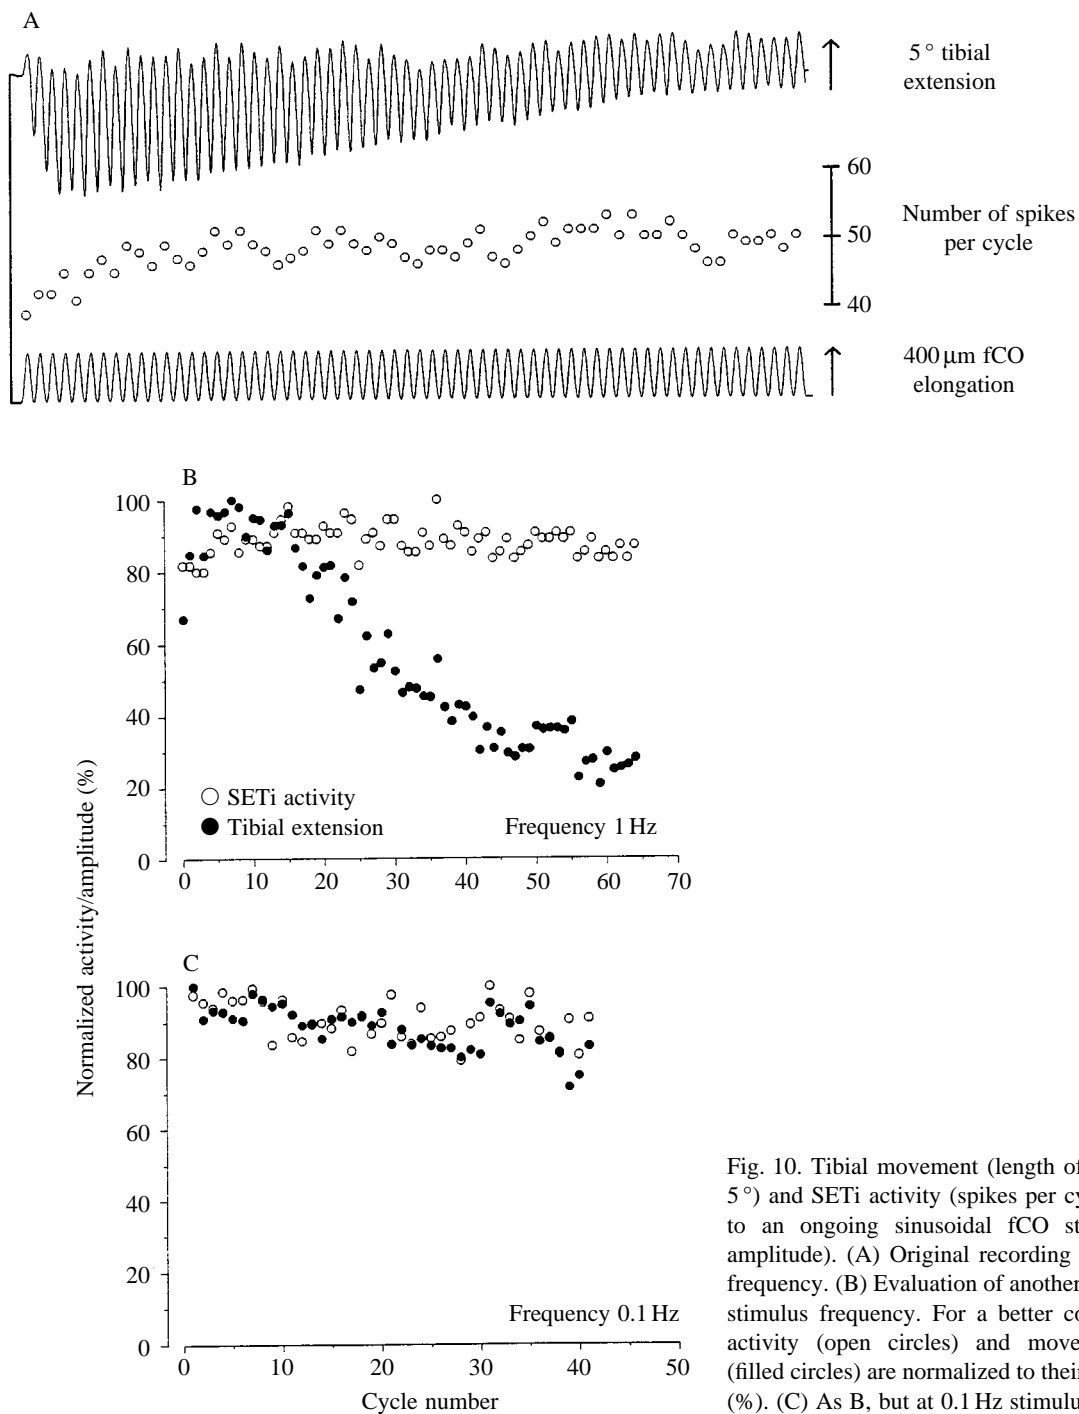 A
5° tibial
extension
60
Number of spikes
50
per cycle
40
400 µm fCO
elongation
B
100
80
60
40
20
0
SETi activity
Tibial extension
Frequency 1 Hz
0 10 20 30 40 50 60 70
Normalized activity/amplitude (%)
C
100
80
60
40
20
0
Frequency 0.1 Hz
0 10 20 30 40 50
Cycle number
Fig. 10. Tibial movement (length of
5°) and SETi activity (spikes per
to an ongoing sinusoidal fCO
amplitude). (A) Original recording
frequency. (B) Evaluation of another
stimulus frequency. For a better
activity (open circles) and
(filled circles) are normalized to their
(%). (C) As B, but at 0.1 Hz